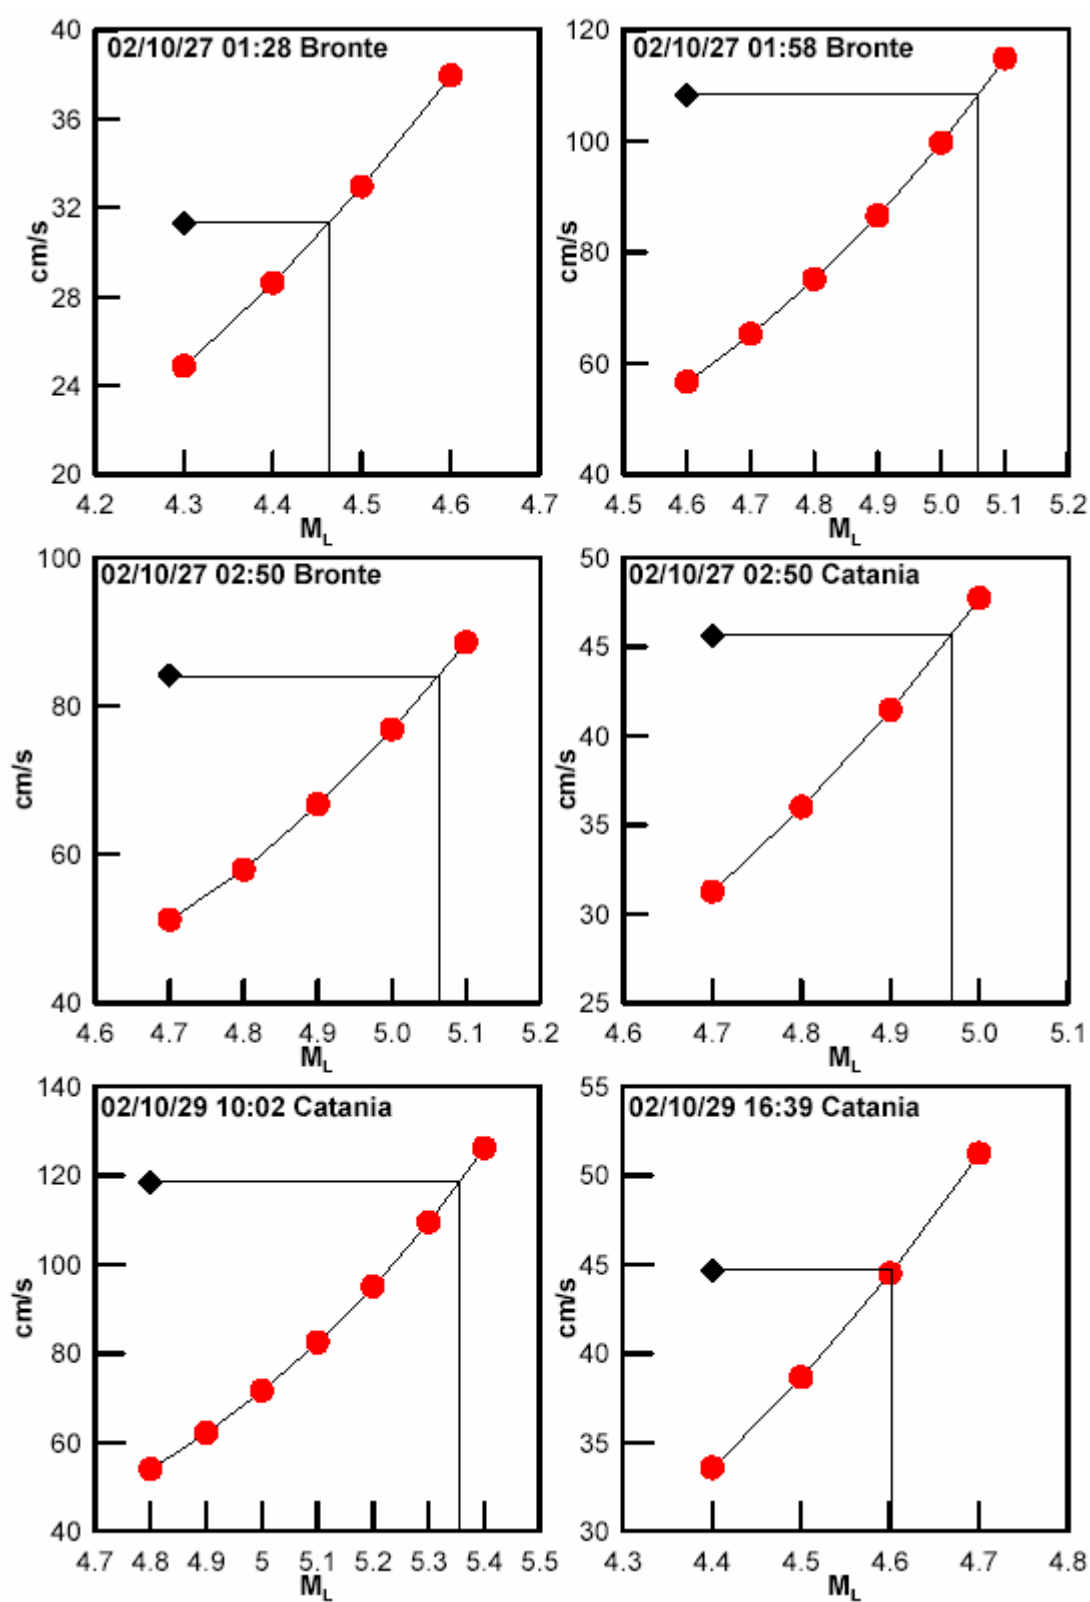 02/10/27 01:28 Bronte
40
36
32
28
24
20
cm/s
4.2 4.3 4.4 4.5 4.6 4.7
M_L
02/10/27 01:58 Bronte
120
100
80
60
40
cm/s
4.5 4.6 4.7 4.8 4.9 5.0 5.1 5.2
M_L
02/10/27 02:50 Bronte
100
80
60
40
cm/s
4.6 4.7 4.8 4.9 5.0 5.1 5.2
M_L
02/10/27 02:50 Catania
50
45
40
35
30
25
cm/s
4.6 4.7 4.8 4.9 5.0 5.1
M_L
02/10/29 10:02 Catania
140
120
100
80
60
40
cm/s
4.7 4.8 4.9 5 5.1 5.2 5.3 5.4 5.5
M_L
02/10/29 16:39 Catania
55
50
45
40
35
30
cm/s
4.3 4.4 4.5 4.6 4.7 4.8
M_L